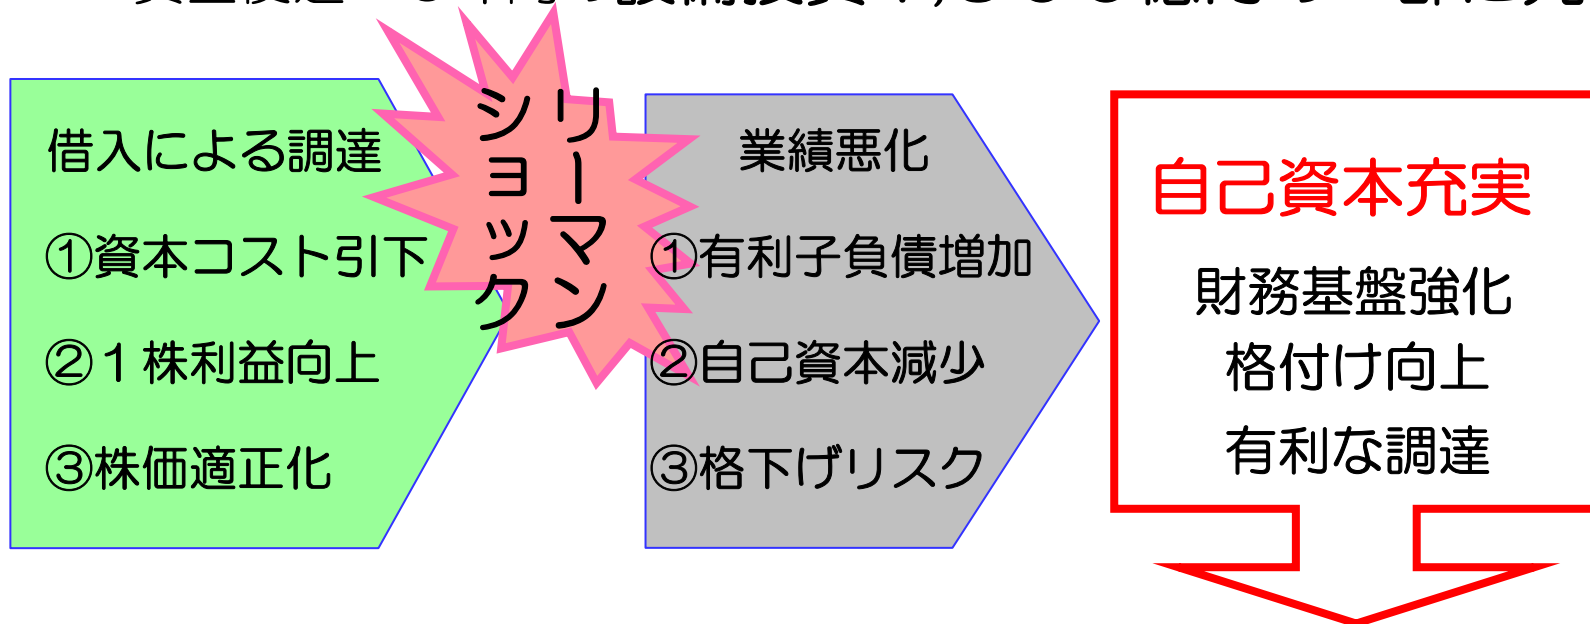 借入による調達
①資本コスト引下
②１株利益向上
③株価適正化
リーマン
ショック
業績悪化
①有利子負債増加
②自己資本減少
③格下げリスク
自己資本充実
財務基盤強化
格付け向上
有利な調達